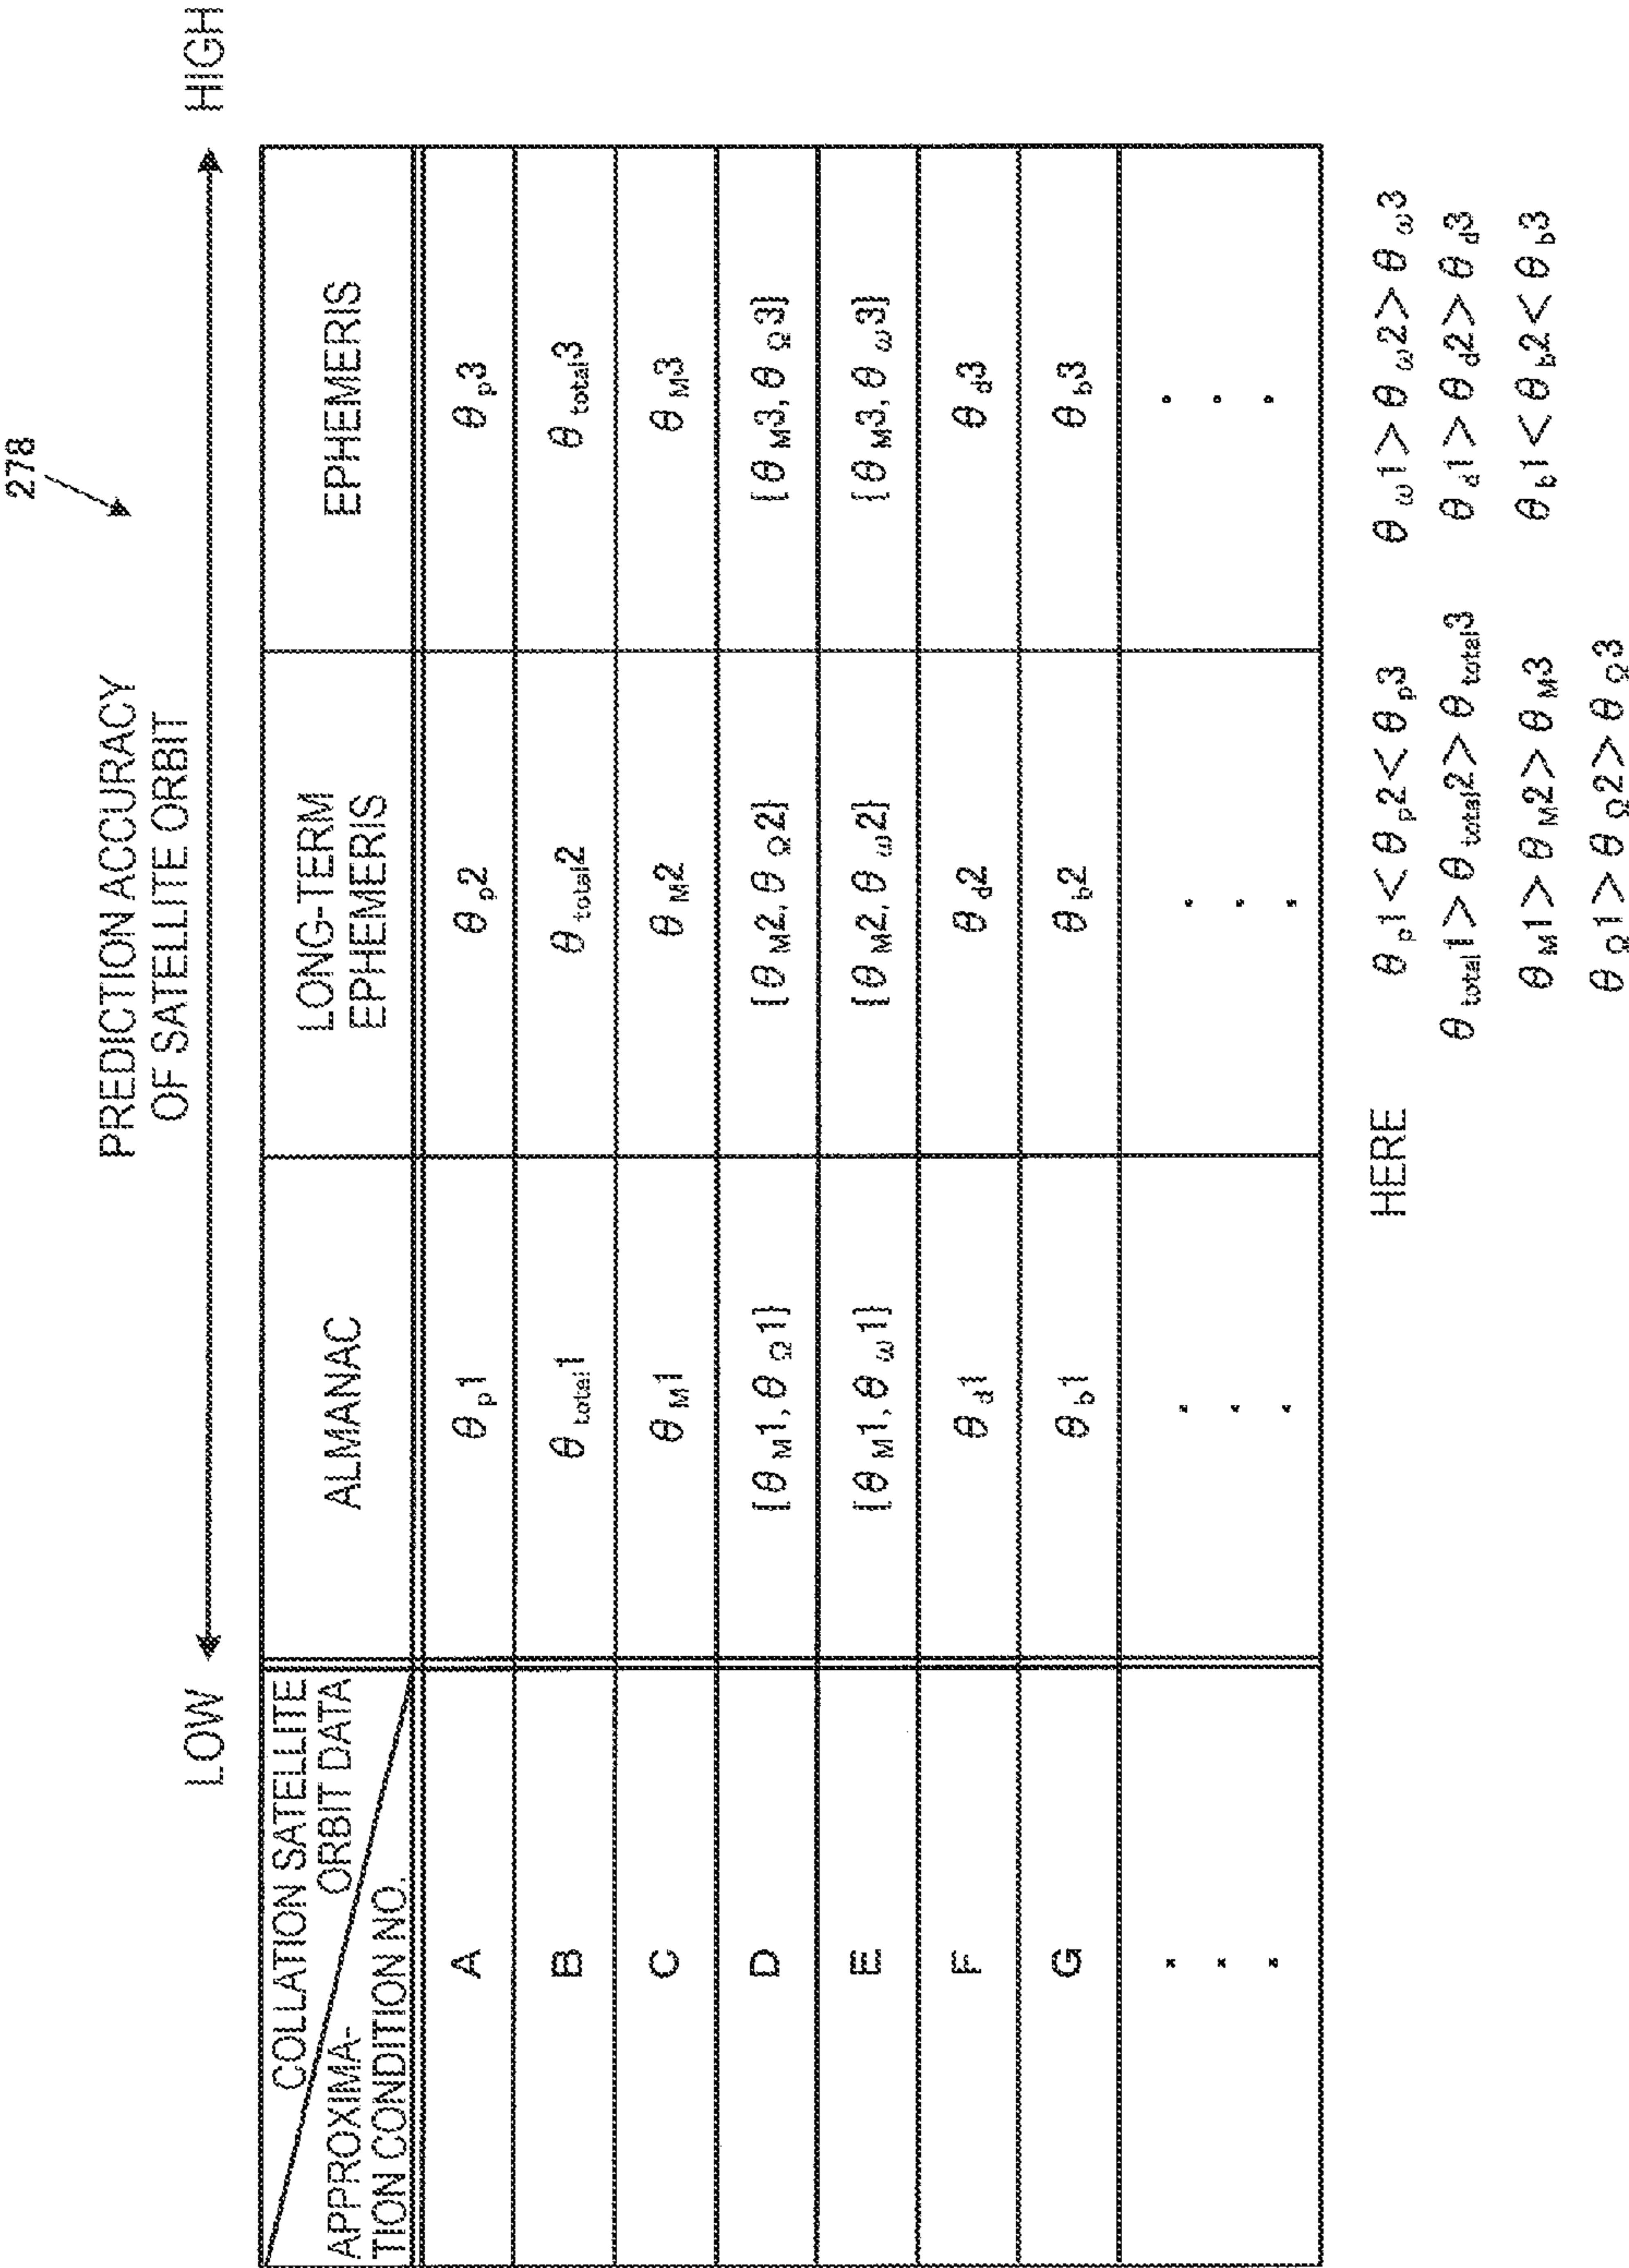 278
PREDICTION ACCURACY
OF SATELLITE ORBIT
LOW HIGH
COLLATION SATELLITE
ORBIT DATA
APPROXIMA-
TION CONDITION NO.
ALMANAC
LONG-TERM
EPHEMERIS
EPHEMERIS
A θp1 θp2 θp3
B θtotal1 θtotal2 θtotal3
C θM1 θM2 θM3
D [θM1, θΩ1] [θM2, θΩ2] [θM3, θΩ3]
E [θM1, θω1] [θM2, θω2] [θM3, θω3]
F θd1 θd2 θd3
G θb1 θb2 θb3
HERE θp1<θp2<θp3 θω1>θω2>θω3
θtotal1>θtotal2>θtotal3 θd1>θd2>θd3
θM1>θM2>θM3 θb1<θb2<θb3
θΩ1>θΩ2>θΩ3